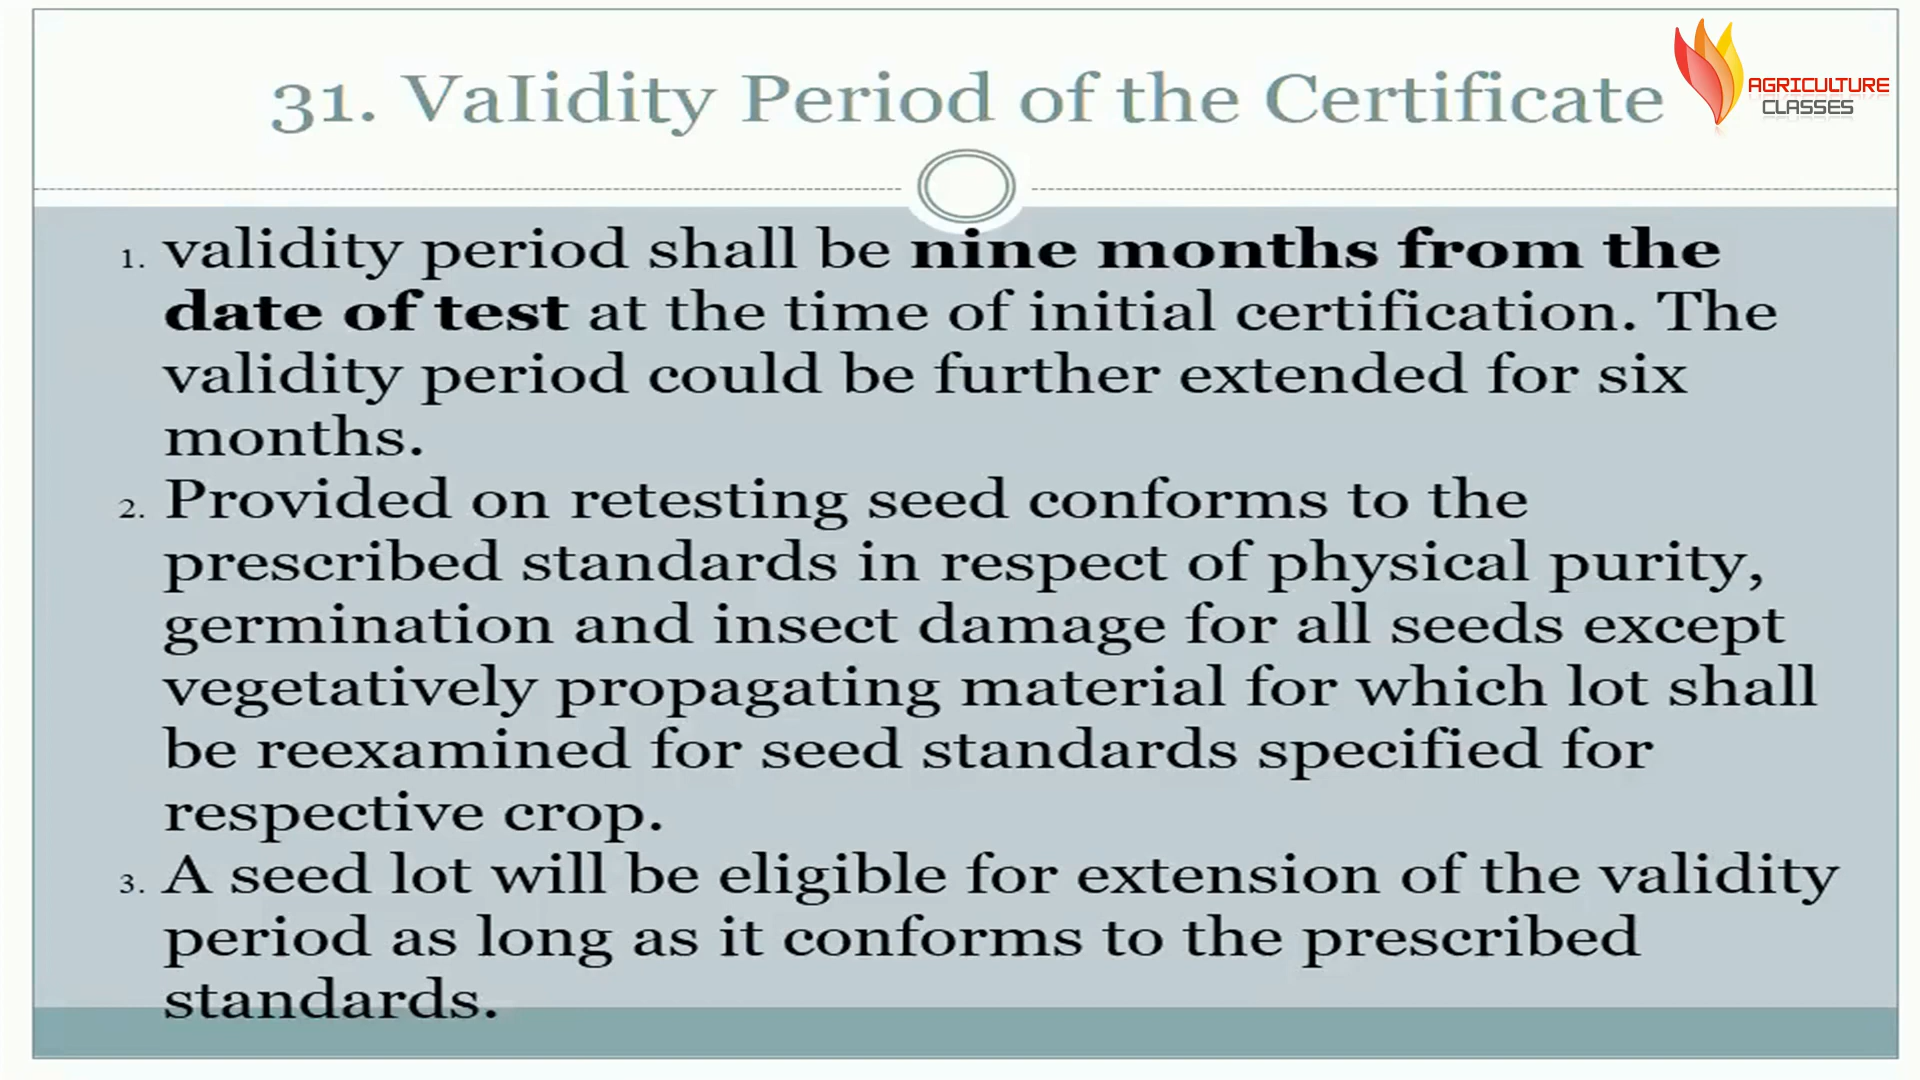 31. VaIidity Period of the Certificate
AGRICULTURE
CLASSES
1. validity period shall be nine months from the
date of test at the time of initial certification. The
validity period could be further extended for six
months.
2. Provided on retesting seed conforms to the
prescribed standards in respect of physical purity,
germination and insect damage for all seeds except
vegetatively propagating material for which lot shall
be reexamined for seed standards specified for
respective crop.
3. A seed lot will be eligible for extension of the validity
period as long as it conforms to the prescribed
standards.